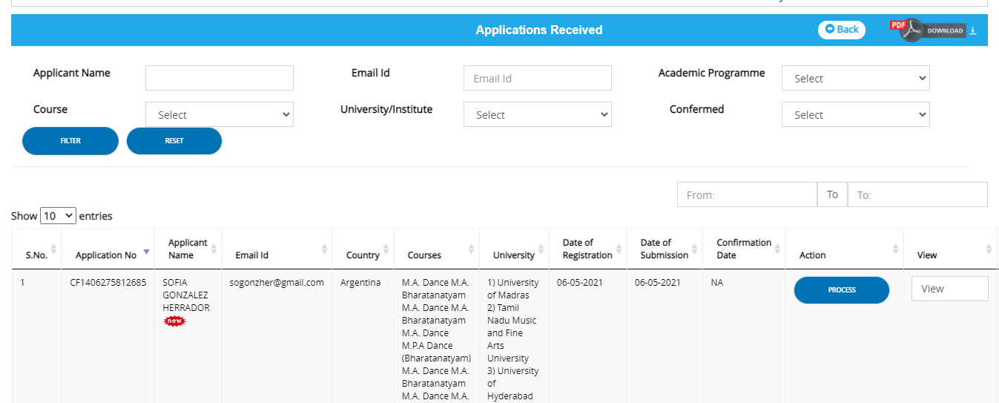 Applications Received
Back
PDF DOWNLOAD
Applicant Name
Email Id Email Id
Academic Programme Select
Course Select
University/Institute Select
Confermed Select
FILTER RESET
From: To To:
Show 10 entries
S.No. Application No Applicant Name Email Id Country Courses University Date of Registration Date of Submission Confirmation Date Action View
1 CF1406275812685 SOFIA sogonzher@gmail.com Argentina M.A. Dance M.A. 1) University 06-05-2021 06-05-2021 NA PROCESS View
GONZALEZ Bharatanatyam of Madras
HERRADOR M.A. Dance M.A. 2) Tamil
new Bharatanatyam Nadu Music
M.A. Dance and Fine
M.P.A Dance Arts
(Bharatanatyam) University
M.A. Dance M.A. 3) University
Bharatanatyam of
M.A. Dance M.A. Hyderabad